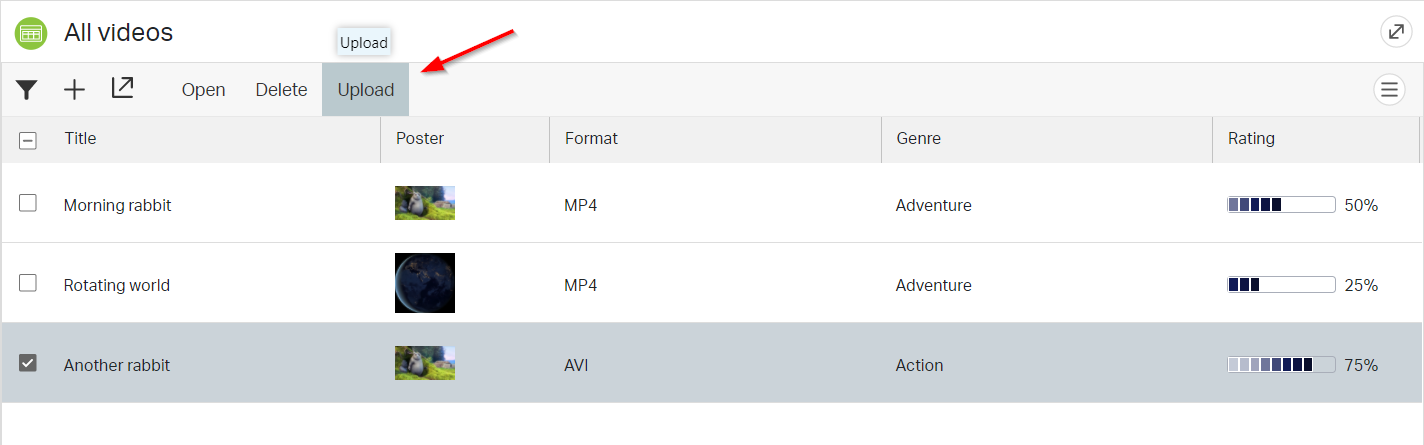 All videos
Upload
Open Delete Upload
Title Poster Format Genre Rating
Morning rabbit MP4 Adventure 50%
Rotating world MP4 Adventure 25%
Another rabbit AVI Action 75%